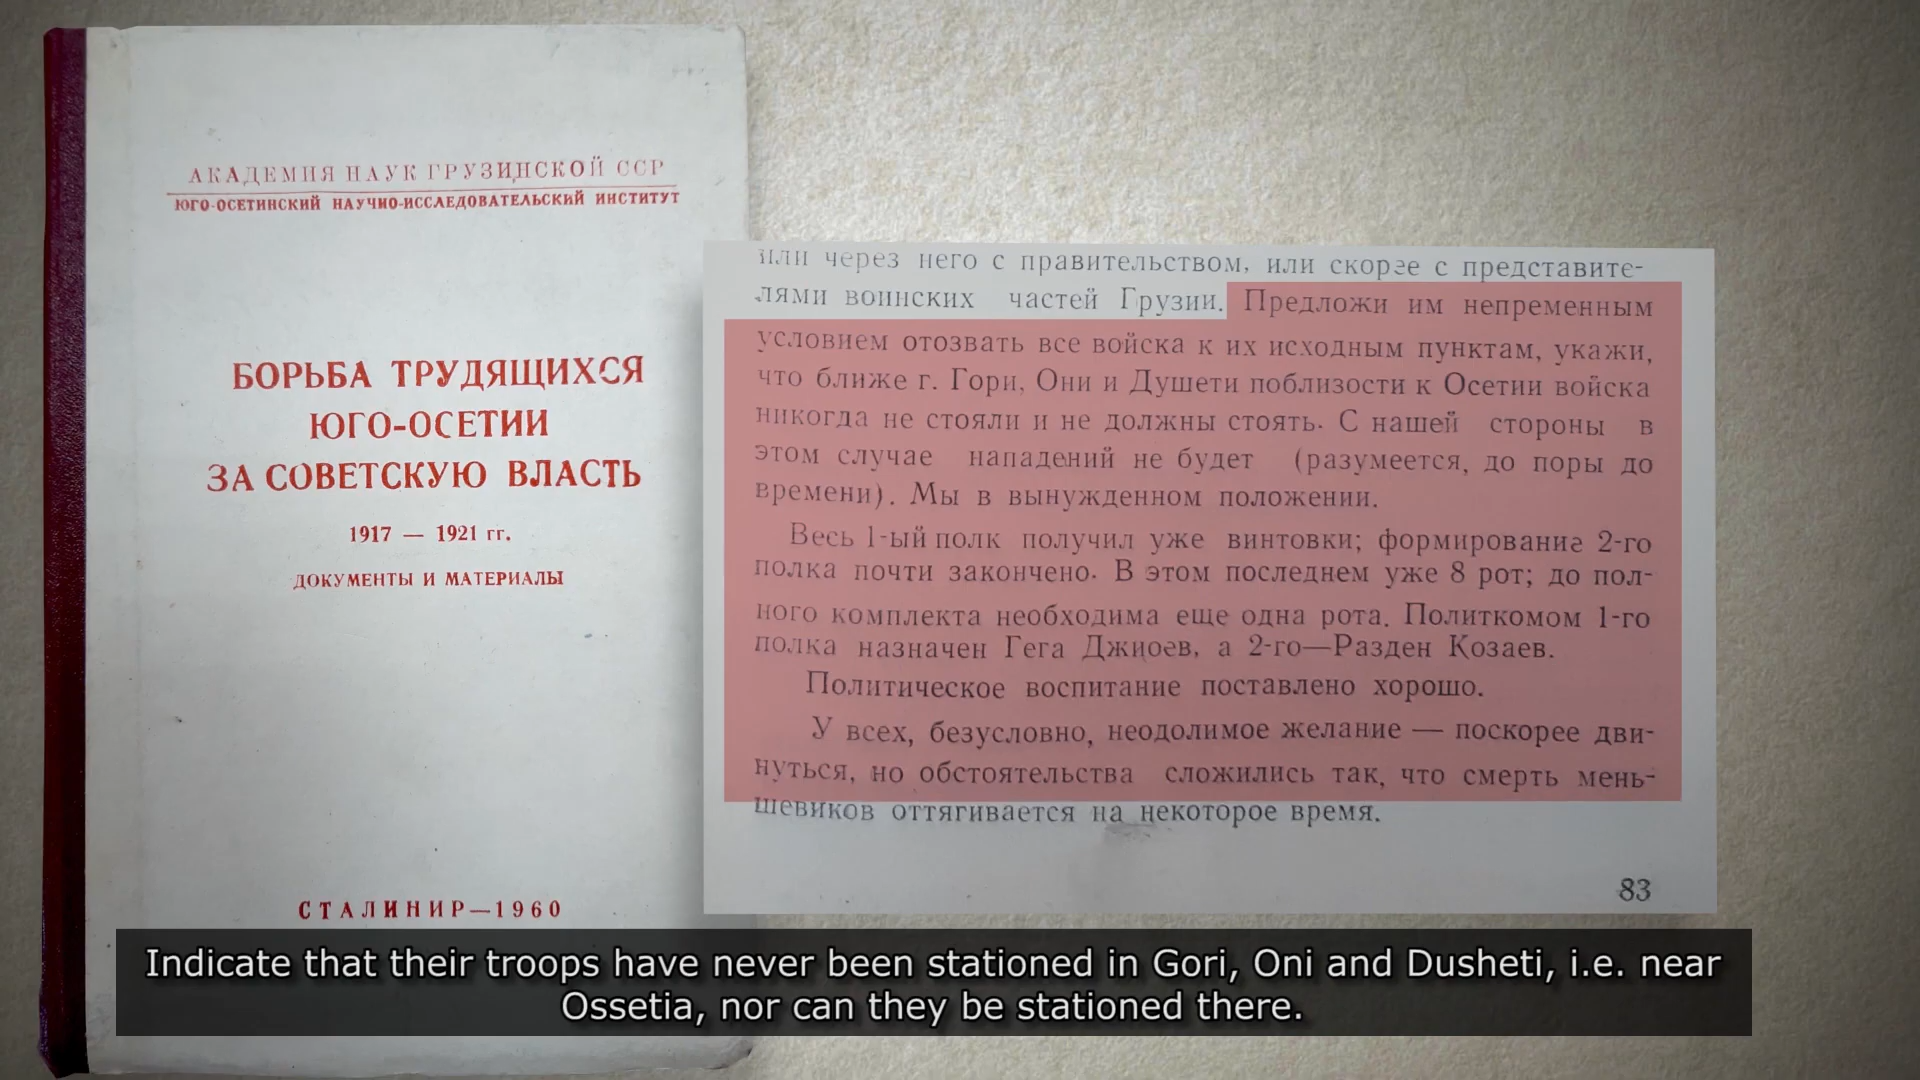 АКАДЕМИЯ НАУК ГРУЗИНСКОЙ ССР
ЮГО-ОСЕТИНСКИЙ НАУЧНО-ИССЛЕДОВАТЕЛЬСКИЙ ИНСТИТУТ
БОРЬБА ТРУДЯЩИХСЯ
ЮГО-ОСЕТИИ
ЗА СОВЕТСКУЮ ВЛАСТЬ
1917 — 1921 гг.
ДОКУМЕНТЫ И МАТЕРИАЛЫ
СТАЛИНИР—1960
или через него с правительством, или скорее с представите-
лями воинских частей Грузии. Предложи им непременным
условием отозвать все войска к их исходным пунктам, укажи,
что ближе г. Гори, Они и Душети поблизости к Осетии войска
никогда не стояли и не должны стоять. С нашей стороны в
этом случае нападений не будет (разумеется, до поры до
времени). Мы в вынужденном положении.
Весь 1-ый полк получил уже винтовки; формирование 2-го
полка почти закончено. В этом последнем уже 8 рот; до пол-
ного комплекта необходима еще одна рота. Политкомом 1-го
полка назначен Гега Джиоев, а 2-го—Разден Козаев.
Политическое воспитание поставлено хорошо.
У всех, безусловно, неодолимое желание — поскорее дви-
нуться, но обстоятельства сложились так, что смерть мень-
шевиков оттягивается на некоторое время.
83
Indicate that their troops have never been stationed in Gori, Oni and Dusheti, i.e. near
Ossetia, nor can they be stationed there.